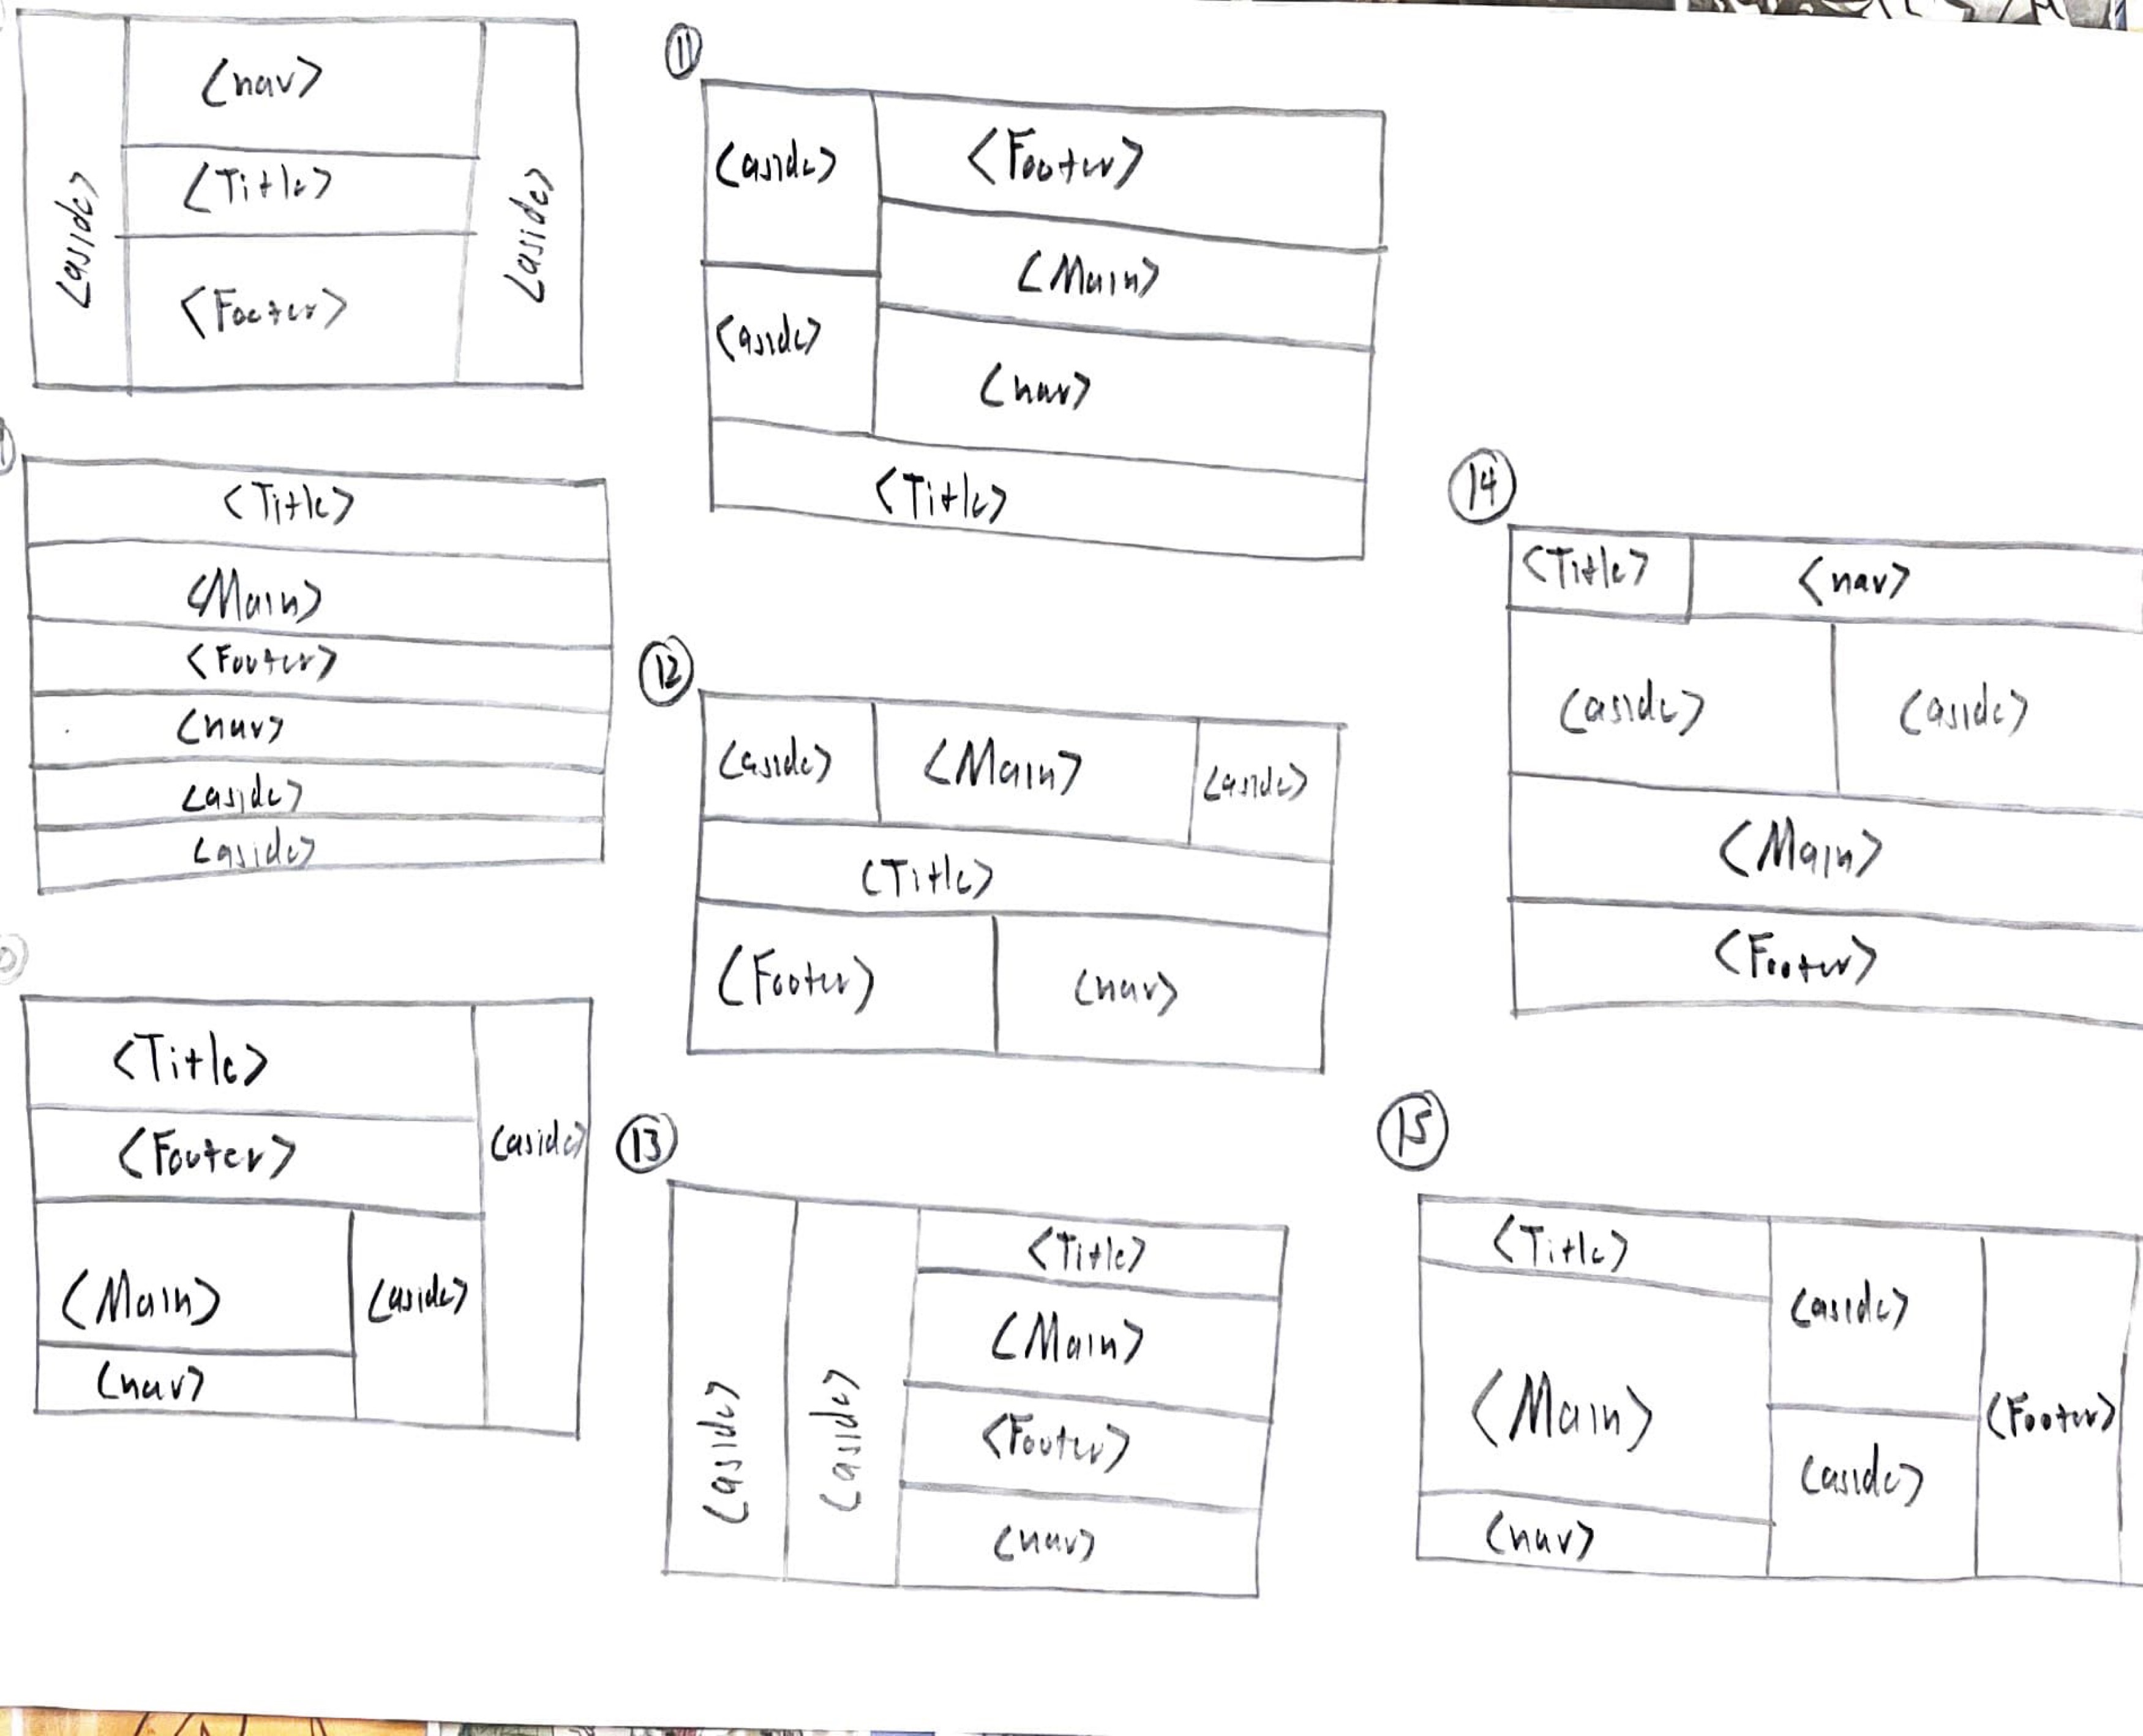 <nav>
<Title>
<Footer>
<aside>
<aside>
<Title>
<Main>
<Footer>
<nav>
<aside>
<aside>
<Title>
<Footer>
<aside>
<Main>
<aside>
<nav>
11
<aside>
<Footer>
<Main>
<aside>
<nav>
<Title>
12
<aside> <Main> <aside>
<Title>
<Footer> <nav>
13
<aside>
<aside>
<Title>
<Main>
<Footer>
<nav>
14
<Title> <nav>
<aside> <aside>
<Main>
<Footer>
15
<Title>
<aside>
<Main>
<Footer>
<aside>
<nav>